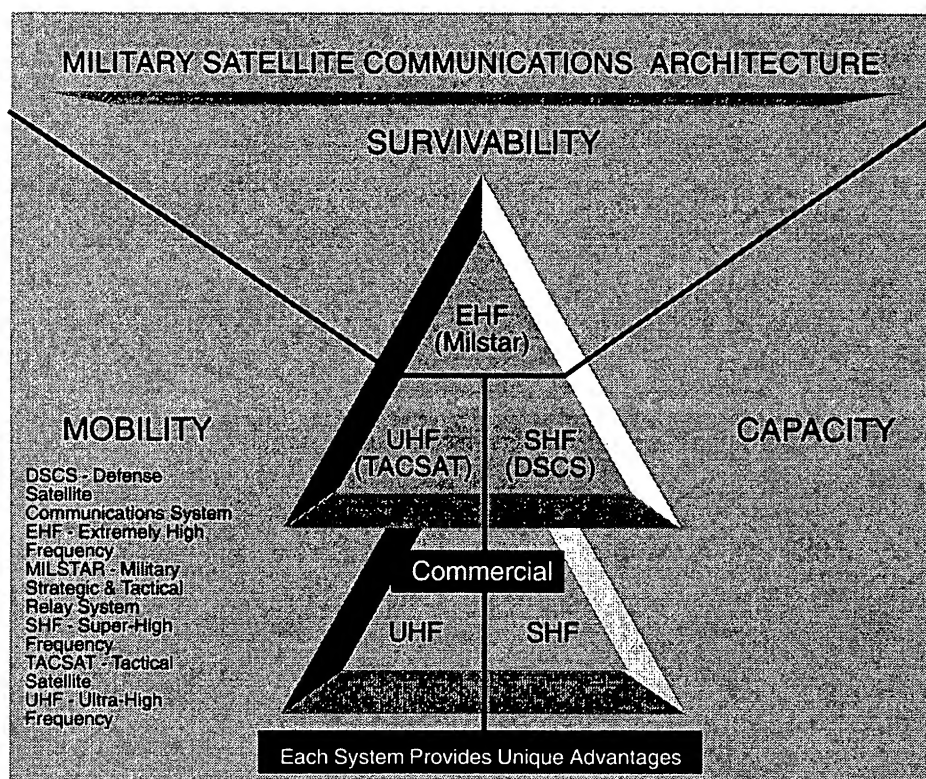 MILITARY SATELLITE COMMUNICATIONS ARCHITECTURE
SURVIVABILITY
EHF
(Milstar)
MOBILITY
UHF
(TACSAT)
SHF
(DSCS)
CAPACITY
DSCS - Defense
Satellite
Communications System
EHF - Extremely High
Frequency
MILSTAR - Military
Strategic & Tactical
Relay System
SHF - Super-High
Frequency
TACSAT - Tactical
Satellite
UHF - Ultra-High
Frequency
Commercial
UHF
SHF
Each System Provides Unique Advantages